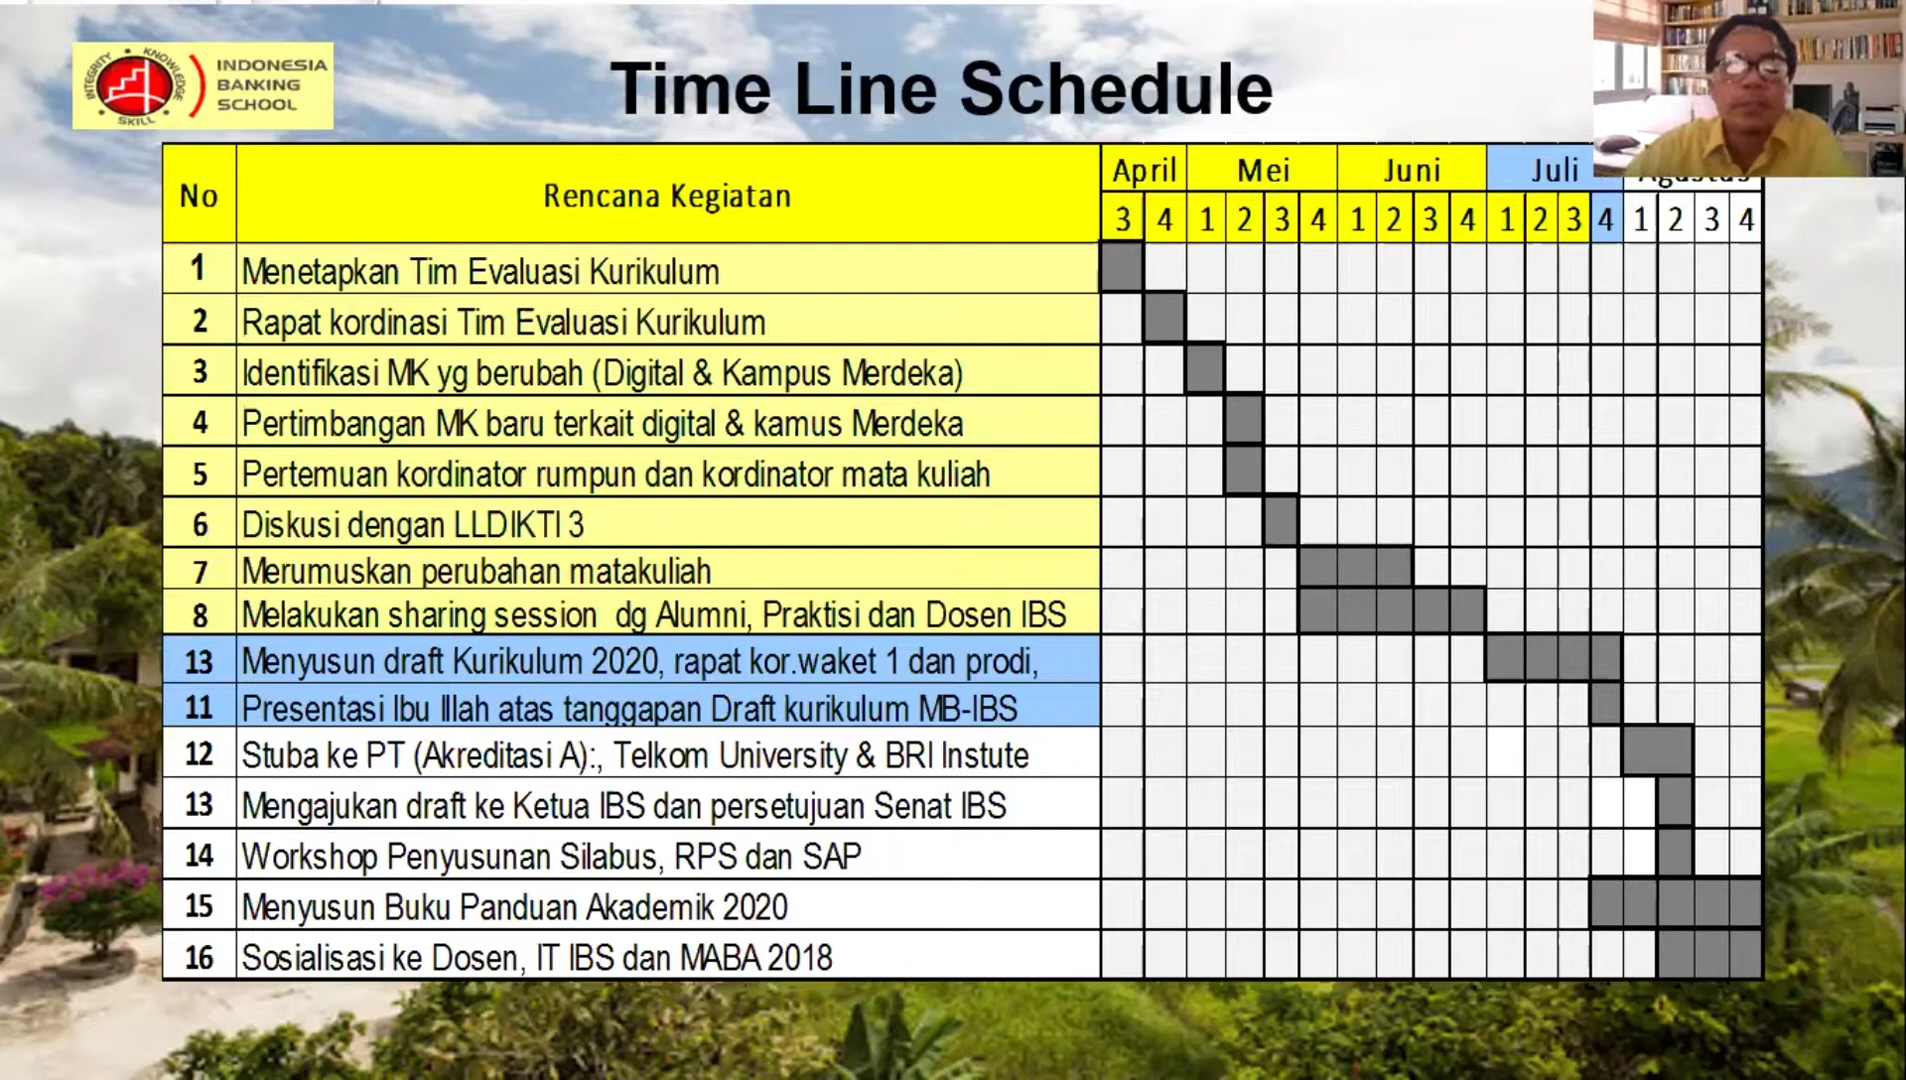 INTEGRITY
KNOWLEDGE
SKILL
INDONESIA
BANKING
SCHOOL
Time Line Schedule
No Rencana Kegiatan April Mei Juni Juli Agustus
3 4 1 2 3 4 1 2 3 4 1 2 3 4 1 2 3 4
1 Menetapkan Tim Evaluasi Kurikulum
2 Rapat kordinasi Tim Evaluasi Kurikulum
3 Identifikasi MK yg berubah (Digital & Kampus Merdeka)
4 Pertimbangan MK baru terkait digital & kamus Merdeka
5 Pertemuan kordinator rumpun dan kordinator mata kuliah
6 Diskusi dengan LLDIKTI 3
7 Merumuskan perubahan matakuliah
8 Melakukan sharing session dg Alumni, Praktisi dan Dosen IBS
13 Menyusun draft Kurikulum 2020, rapat kor.waket 1 dan prodi,
11 Presentasi Ibu Illah atas tanggapan Draft kurikulum MB-IBS
12 Stuba ke PT (Akreditasi A):, Telkom University & BRI Instute
13 Mengajukan draft ke Ketua IBS dan persetujuan Senat IBS
14 Workshop Penyusunan Silabus, RPS dan SAP
15 Menyusun Buku Panduan Akademik 2020
16 Sosialisasi ke Dosen, IT IBS dan MABA 2018